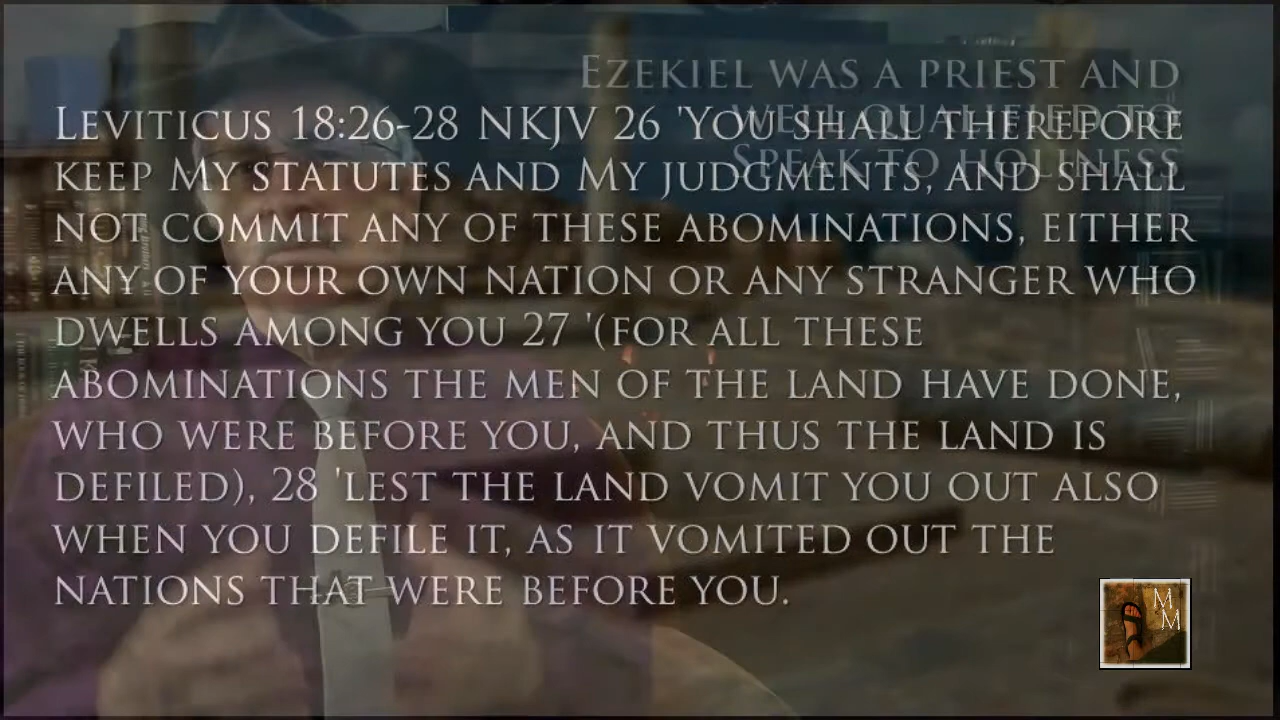 EZEKIEL WAS A PRIEST AND
WELL QUALIFIED TO
SPEAK TO HOLINESS
LEVITICUS 18:26-28 NKJV 26 'YOU SHALL THEREFORE
KEEP MY STATUTES AND MY JUDGMENTS, AND SHALL
NOT COMMIT ANY OF THESE ABOMINATIONS, EITHER
ANY OF YOUR OWN NATION OR ANY STRANGER WHO
DWELLS AMONG YOU 27 '(FOR ALL THESE
ABOMINATIONS THE MEN OF THE LAND HAVE DONE,
WHO WERE BEFORE YOU, AND THUS THE LAND IS
DEFILED), 28 'LEST THE LAND VOMIT YOU OUT ALSO
WHEN YOU DEFILE IT, AS IT VOMITED OUT THE
NATIONS THAT WERE BEFORE YOU.
M
M